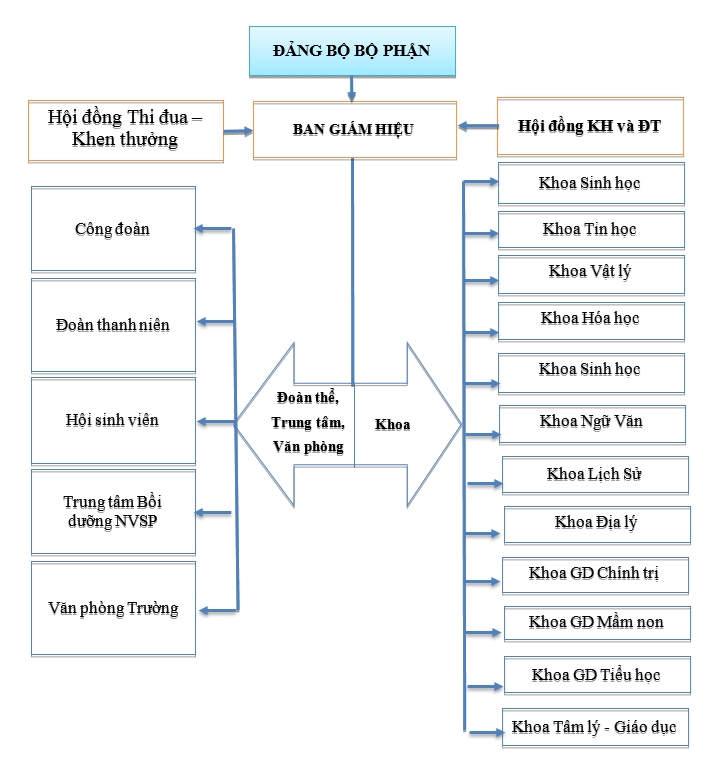 ĐẢNG BỘ BỘ PHẬN
Hội đồng Thi đua –
Khen thưởng
BAN GIÁM HIỆU
Hội đồng KH và ĐT
Công đoàn
Đoàn thanh niên
Hội sinh viên
Trung tâm Bồi
dưỡng NVSP
Văn phòng Trường
Đoàn thể,
Trung tâm,
Văn phòng
Khoa
Khoa Sinh học
Khoa Tin học
Khoa Vật lý
Khoa Hóa học
Khoa Sinh học
Khoa Ngữ Văn
Khoa Lịch Sử
Khoa Địa lý
Khoa GD Chính trị
Khoa GD Mầm non
Khoa GD Tiểu học
Khoa Tâm lý - Giáo dục